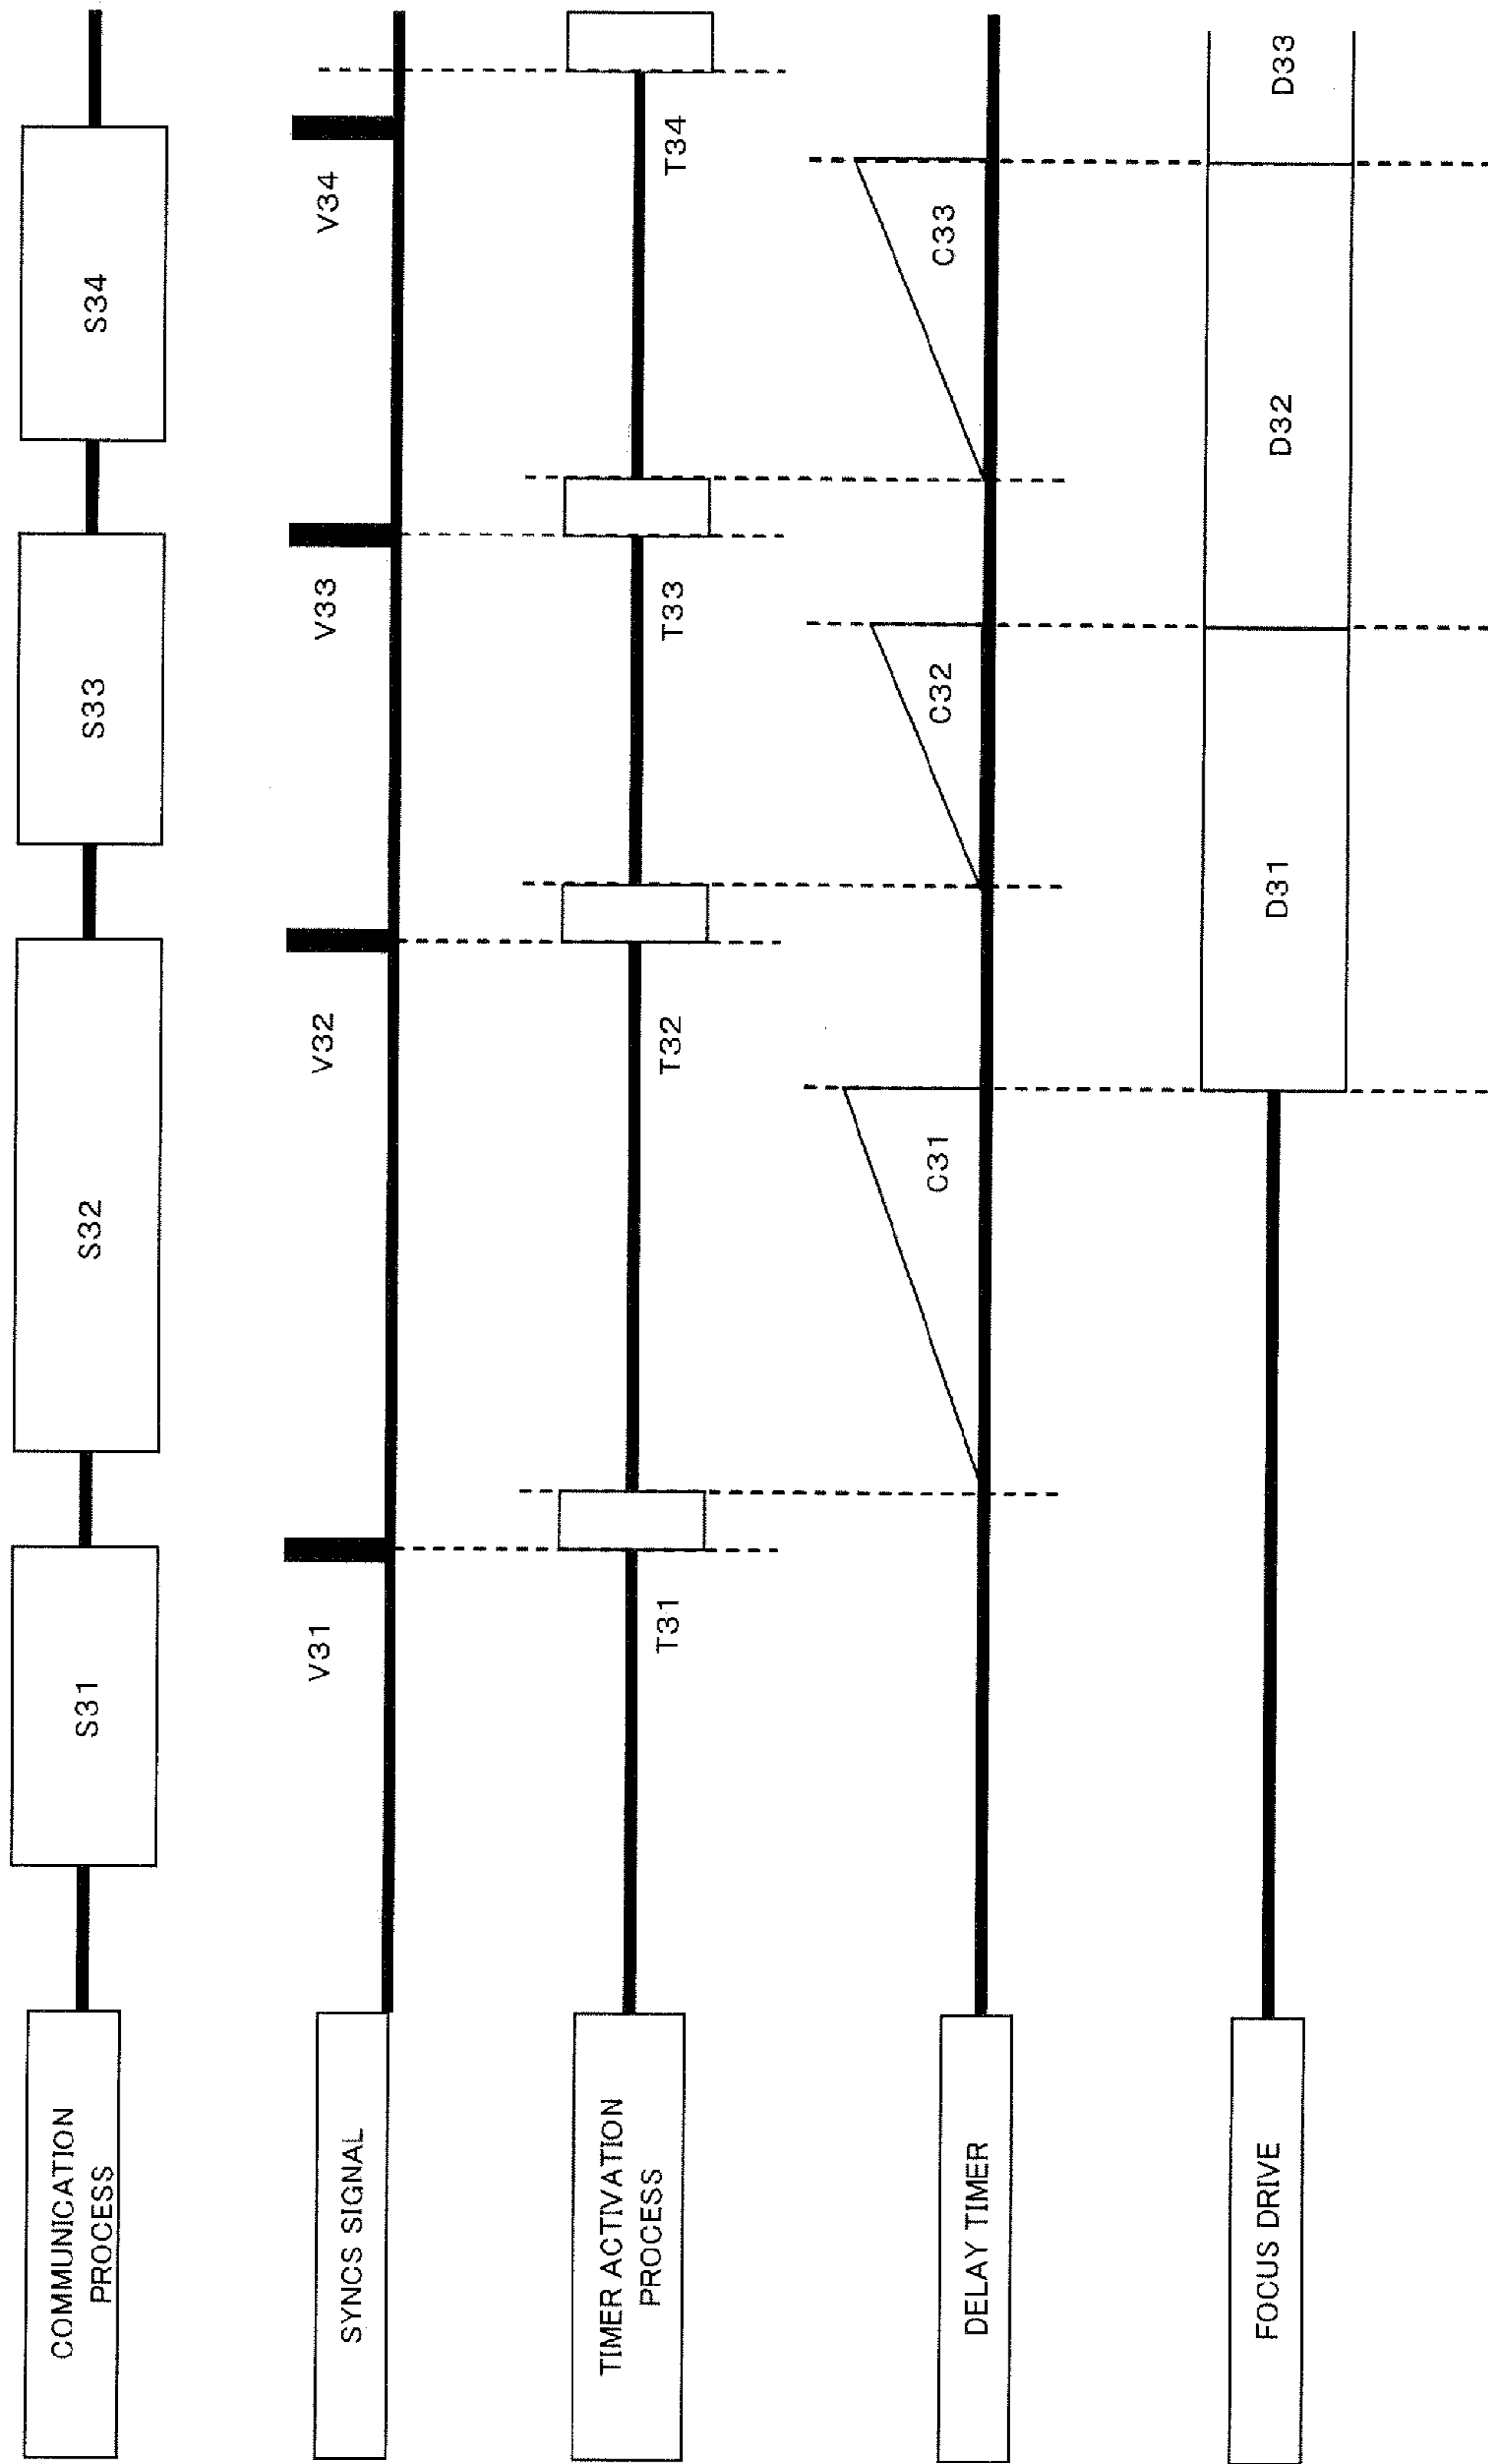 COMMUNICATION
PROCESS
S31
S32
S33
S34
SYNCS SIGNAL
V31
V32
V33
V34
TIMER ACTIVATION
PROCESS
T31
T32
T33
T34
DELAY TIMER
C31
C32
C33
FOCUS DRIVE
D31
D32
D33